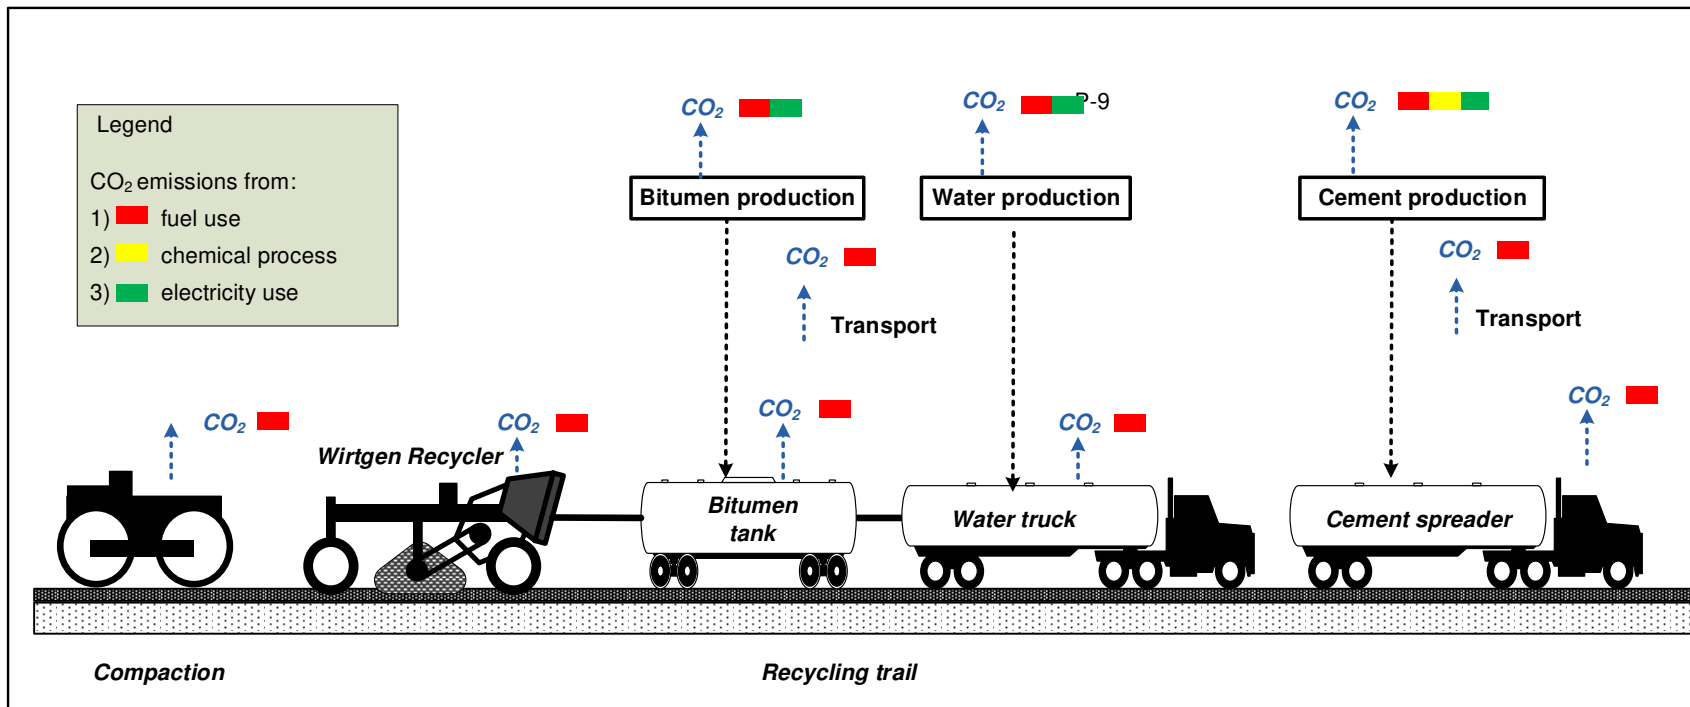 CO₂
CO₂
P-9
CO₂
Legend
CO₂ emissions from:
1) fuel use
2) chemical process
3) electricity use
Bitumen production
Water production
Cement production
CO₂
CO₂
Transport
Transport
CO₂
CO₂
CO₂
CO₂
CO₂
Wirtgen Recycler
Bitumen
tank
Water truck
Cement spreader
Compaction
Recycling trail